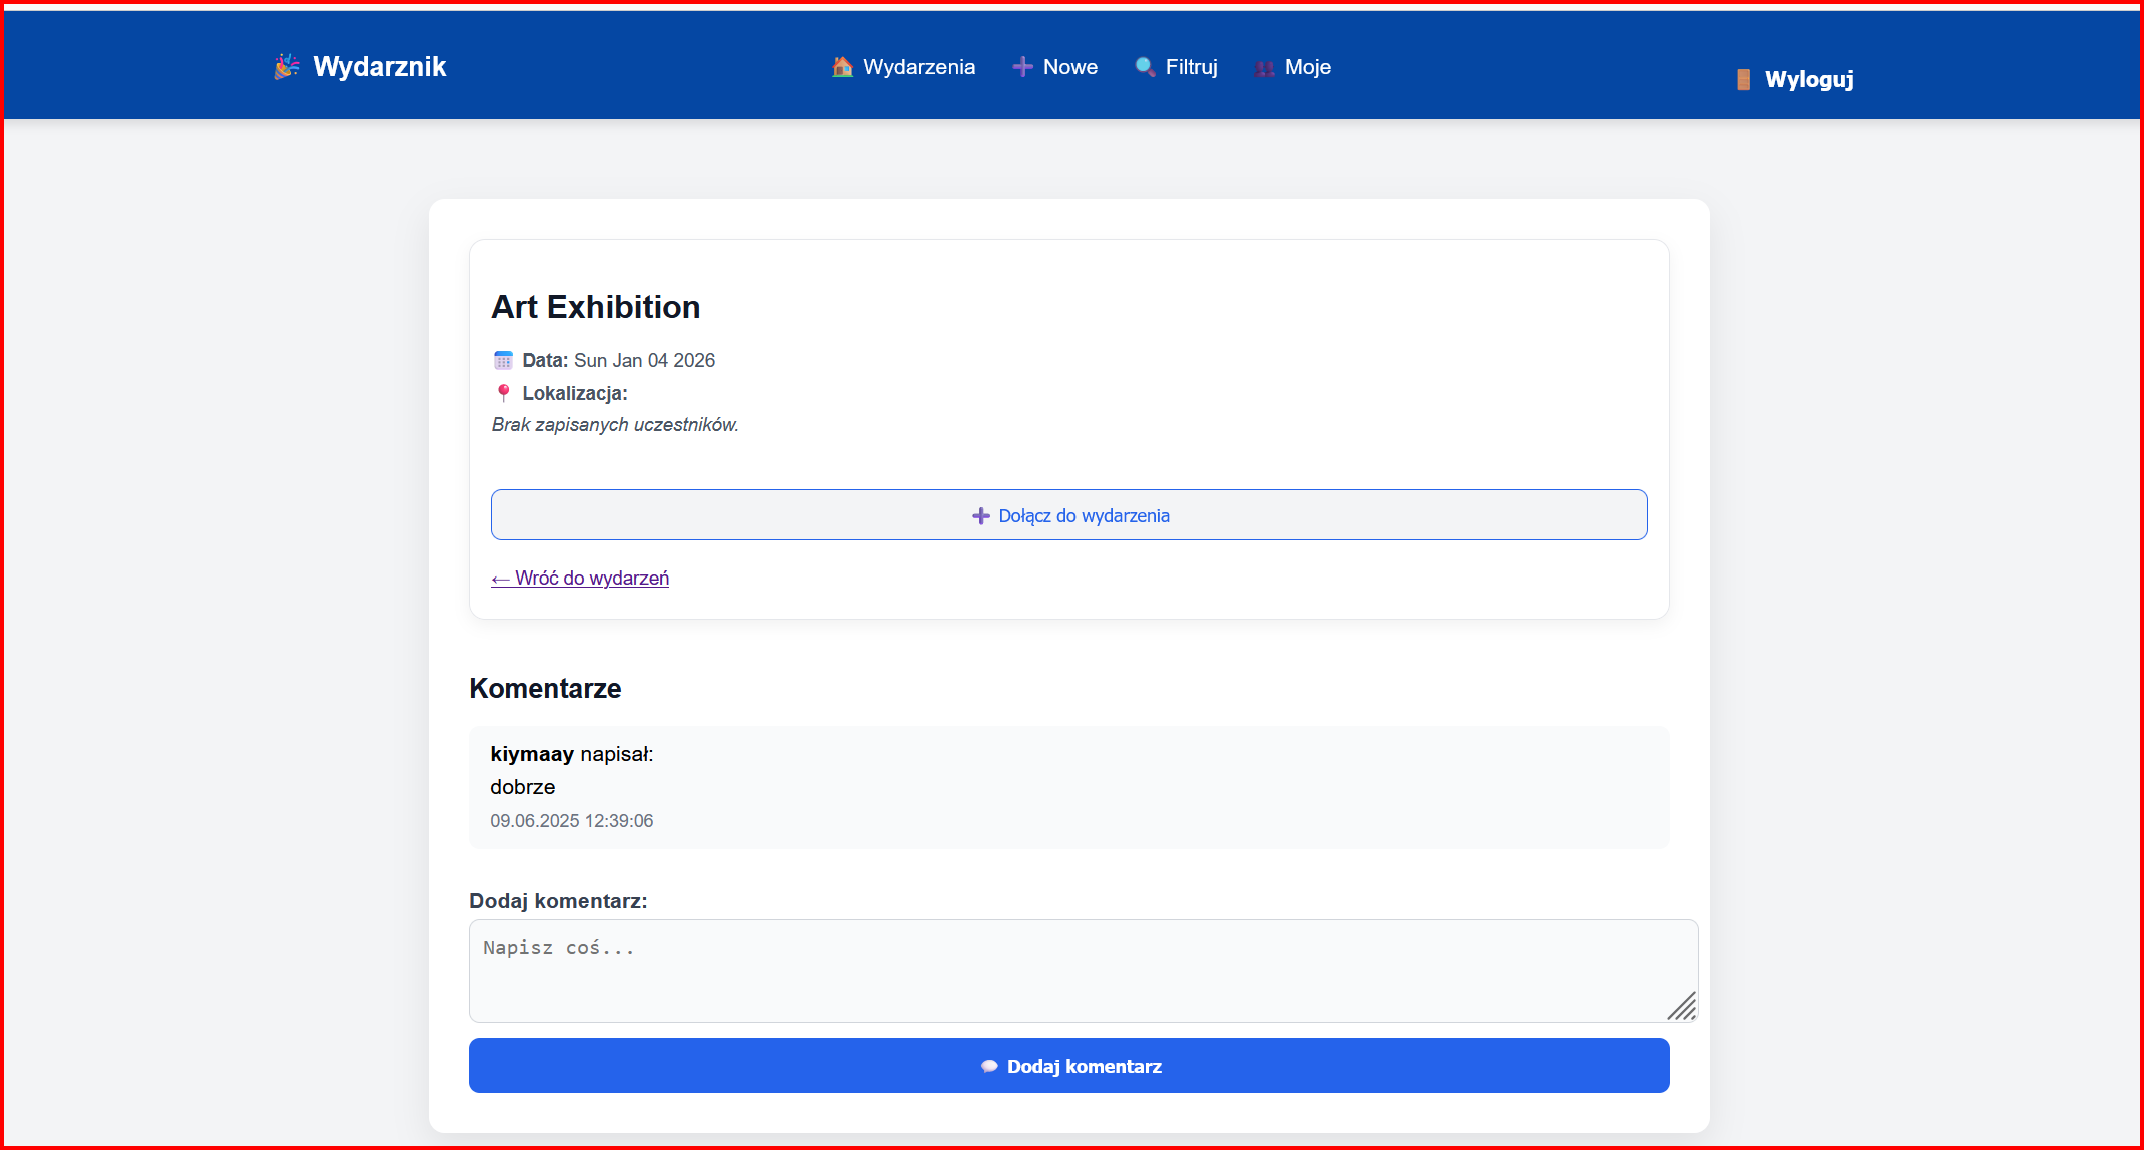 🎉 Wydarznik
🏠 Wydarzenia ➕ Nowe 🔍 Filtruj 👥 Moje
🚪 Wyloguj
Art Exhibition
📅 Data: Sun Jan 04 2026
📍 Lokalizacja:
Brak zapisanych uczestników.
➕ Dołącz do wydarzenia
← Wróć do wydarzeń
Komentarze
kiymaay napisał:
dobrze
09.06.2025 12:39:06
Dodaj komentarz:
Napisz coś...
💬 Dodaj komentarz